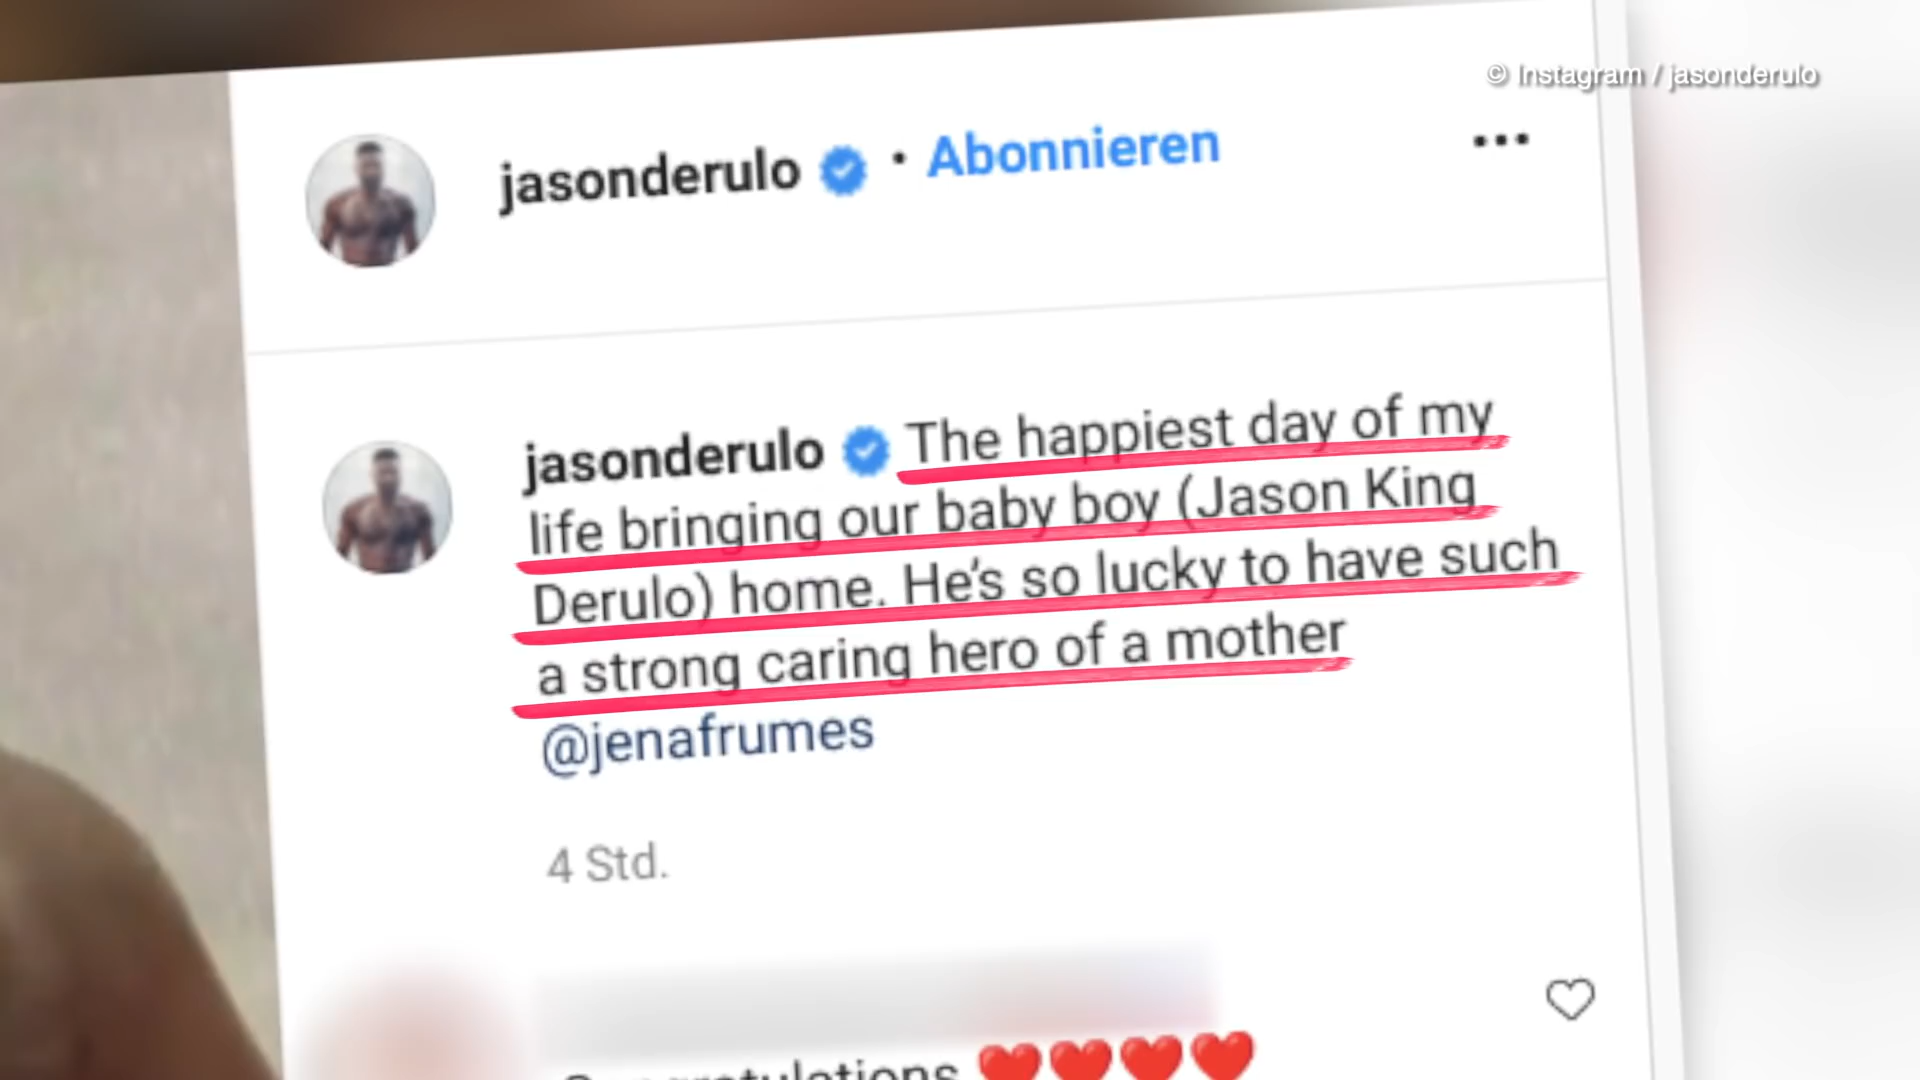 © Instagram / jasonderulo
jasonderulo • Abonnieren
jasonderulo The happiest day of my
life bringing our baby boy (Jason King
Derulo) home. He's so lucky to have such
a strong caring hero of a mother
@jenafrumes
4 Std.
Congratulations ❤️❤️❤️❤️